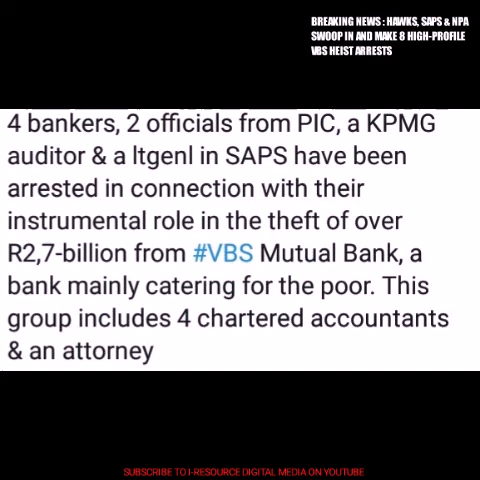 BREAKING NEWS : HAWKS, SAPS & NPA
SWOOP IN AND MAKE 8 HIGH-PROFILE
VBS HEIST ARRESTS
4 bankers, 2 officials from PIC, a KPMG
auditor & a ltgenl in SAPS have been
arrested in connection with their
instrumental role in the theft of over
R2,7-billion from #VBS Mutual Bank, a
bank mainly catering for the poor. This
group includes 4 chartered accountants
& an attorney
SUBSCRIBE TO I-RESOURCE DIGITAL MEDIA ON YOUTUBE